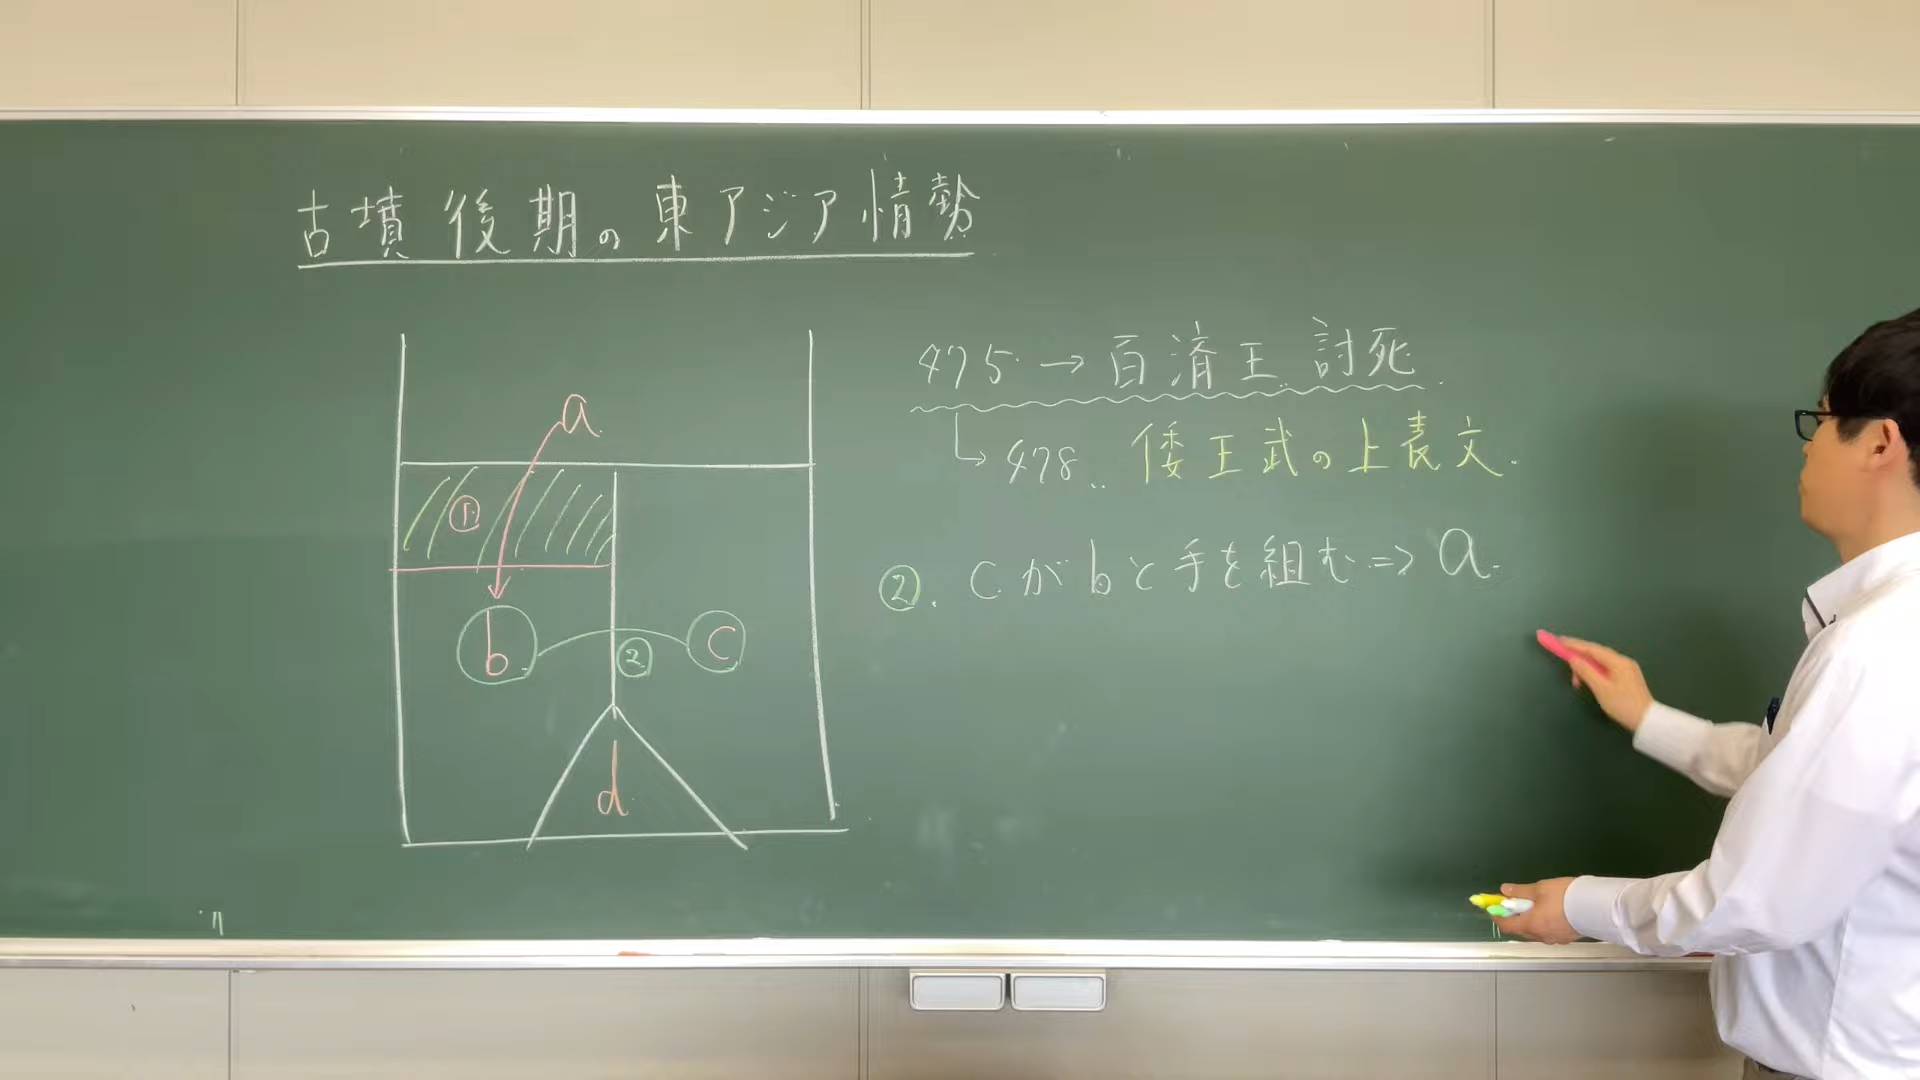 古墳後期の東アジア情勢
475→百済王討死
478 倭王武の上表文
a
①
b
②
c
d
②. cがbと手を組む⇒a